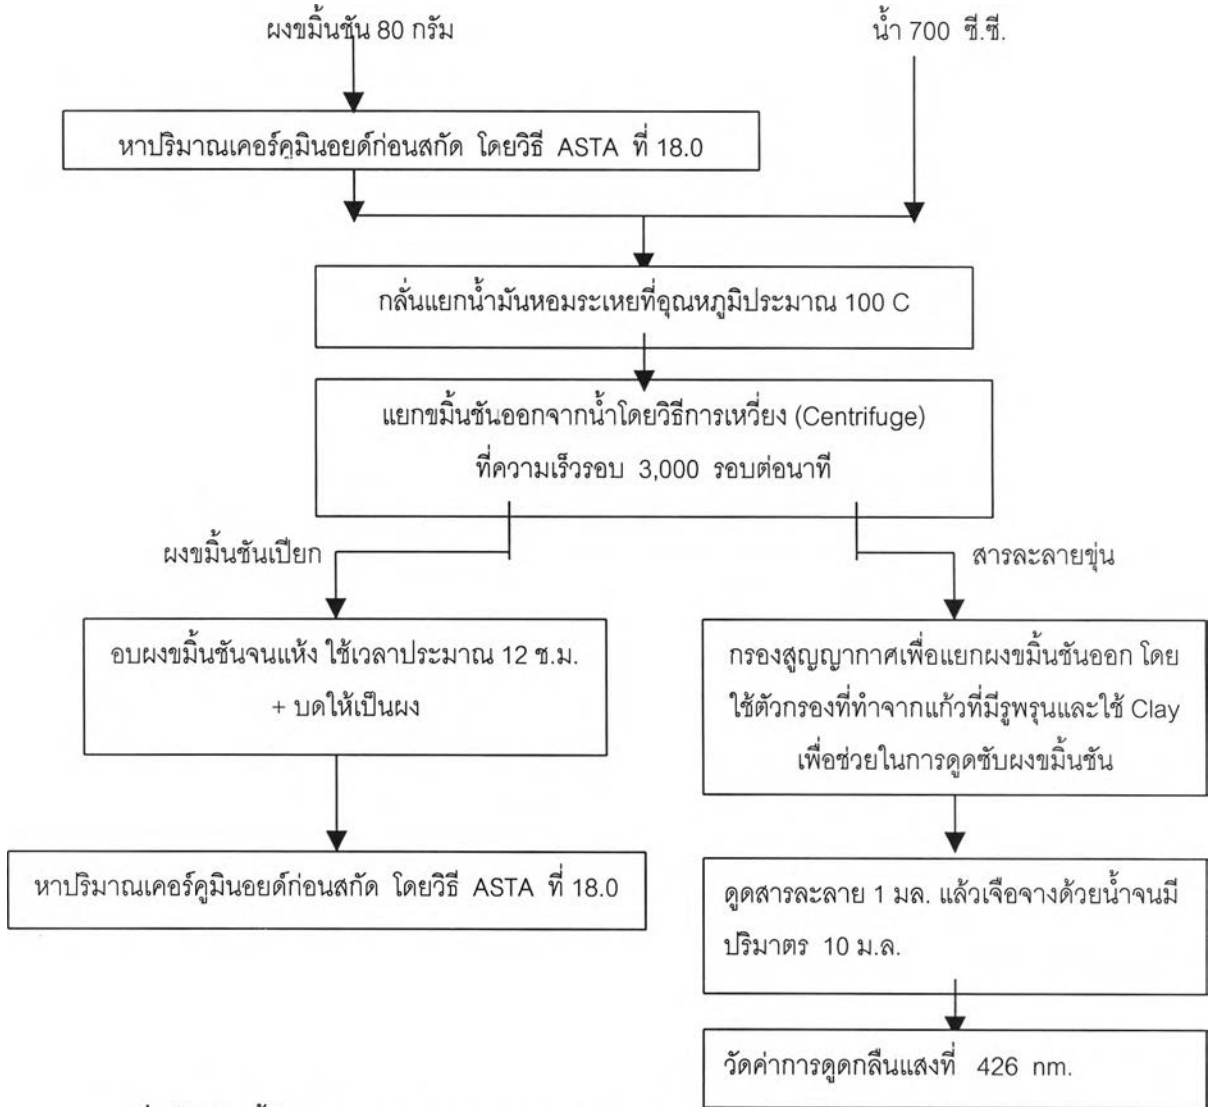 ผงขมิ้นชัน 80 กรัม
น้ำ 700 ซี.ซี.
หาปริมาณเคอร์คูมินอยด์ก่อนสกัด โดยวิธี ASTA ที่ 18.0
กลั่นแยกน้ำมันหอมระเหยที่อุณหภูมิประมาณ 100 C
แยกขมิ้นชันออกจากน้ำโดยวิธีการเหวี่ยง (Centrifuge)
ที่ความเร็วรอบ 3,000 รอบต่อนาที
ผงขมิ้นชันเปียก
สารละลายขุ่น
อบผงขมิ้นชันจนแห้ง ใช้เวลาประมาณ 12 ช.ม.
+ บดให้เป็นผง
กรองสูญญากาศเพื่อแยกผงขมิ้นชันออก โดย
ใช้ตัวกรองที่ทำจากแก้วที่มีรูพรุนและใช้ Clay
เพื่อช่วยในการดูดซับผงขมิ้นชัน
หาปริมาณเคอร์คูมินอยด์ก่อนสกัด โดยวิธี ASTA ที่ 18.0
ดูดสารละลาย 1 มล. แล้วเจือจางด้วยน้ำจนมี
ปริมาตร 10 ม.ล.
วัดค่าการดูดกลืนแสงที่ 426 nm.